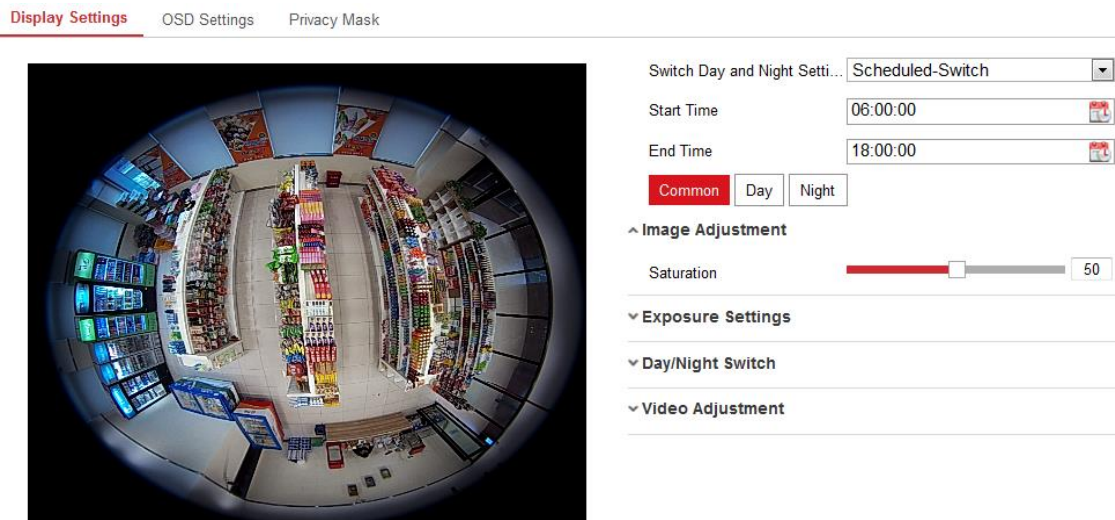 Display Settings OSD Settings Privacy Mask
Switch Day and Night Setti... Scheduled-Switch
Start Time 06:00:00
End Time 18:00:00
Common Day Night
Image Adjustment
Saturation 50
Exposure Settings
Day/Night Switch
Video Adjustment